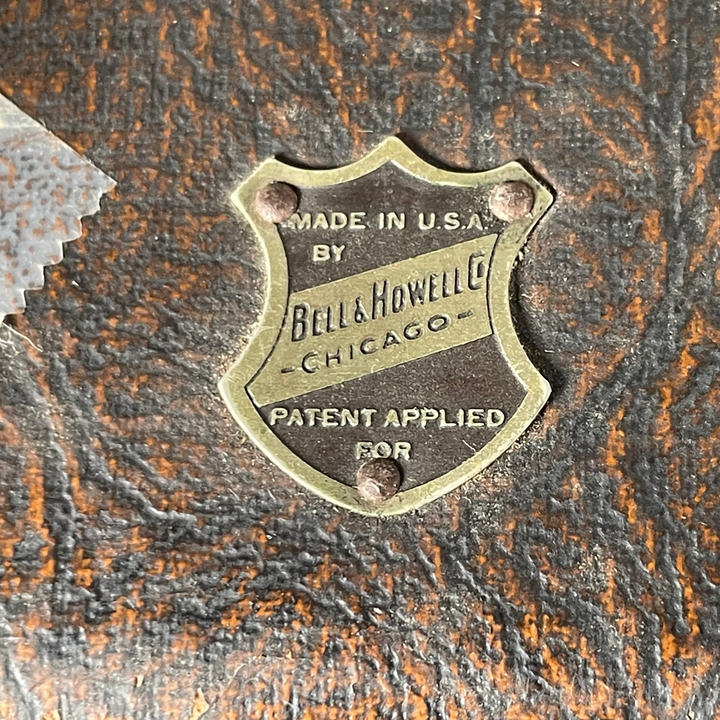 MADE IN U.S.A.
BY
BELL & HOWELL CO
-CHICAGO-
PATENT APPLIED
FOR